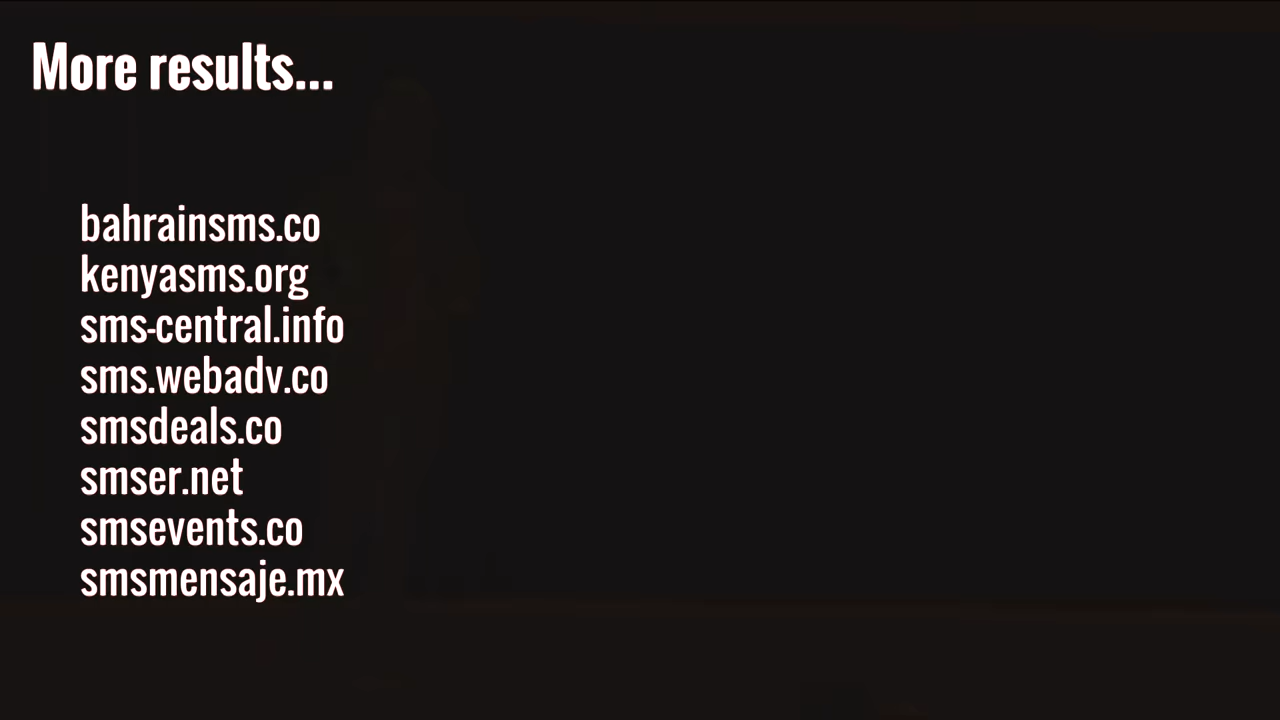 More results...
bahrainsms.co
kenyasms.org
sms-central.info
sms.webadv.co
smsdeals.co
smser.net
smsevents.co
smsmensaje.mx